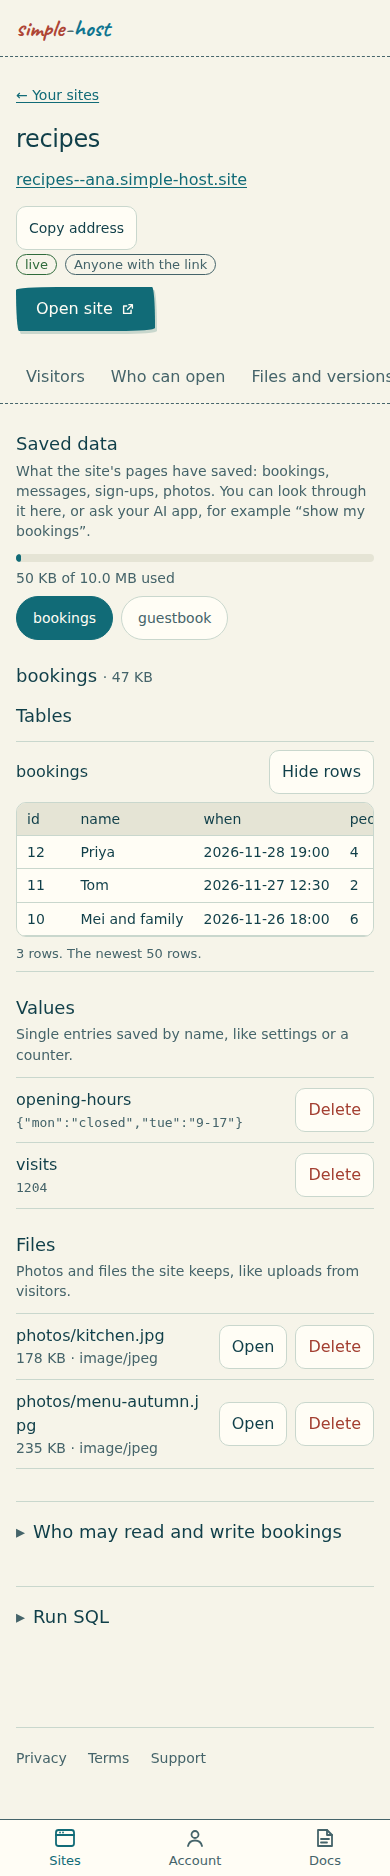 simple-host
← Your sites
recipes
recipes--ana.simple-host.site
Copy address
live Anyone with the link
Open site
Visitors Who can open Files and versions
Saved data
What the site's pages have saved: bookings,
messages, sign-ups, photos. You can look through
it here, or ask your AI app, for example “show my
bookings”.
50 KB of 10.0 MB used
bookings guestbook
bookings · 47 KB
Tables
bookings Hide rows
id name when
12 Priya 2026-11-28 19:00 4
11 Tom 2026-11-27 12:30 2
10 Mei and family 2026-11-26 18:00 6
3 rows. The newest 50 rows.
Values
Single entries saved by name, like settings or a
counter.
opening-hours Delete
{"mon":"closed","tue":"9-17"}
visits Delete
1204
Files
Photos and files the site keeps, like uploads from
visitors.
photos/kitchen.jpg Open Delete
178 KB · image/jpeg
photos/menu-autumn.j
pg Open Delete
235 KB · image/jpeg
▸ Who may read and write bookings
▸ Run SQL
Privacy Terms Support
Sites Account Docs